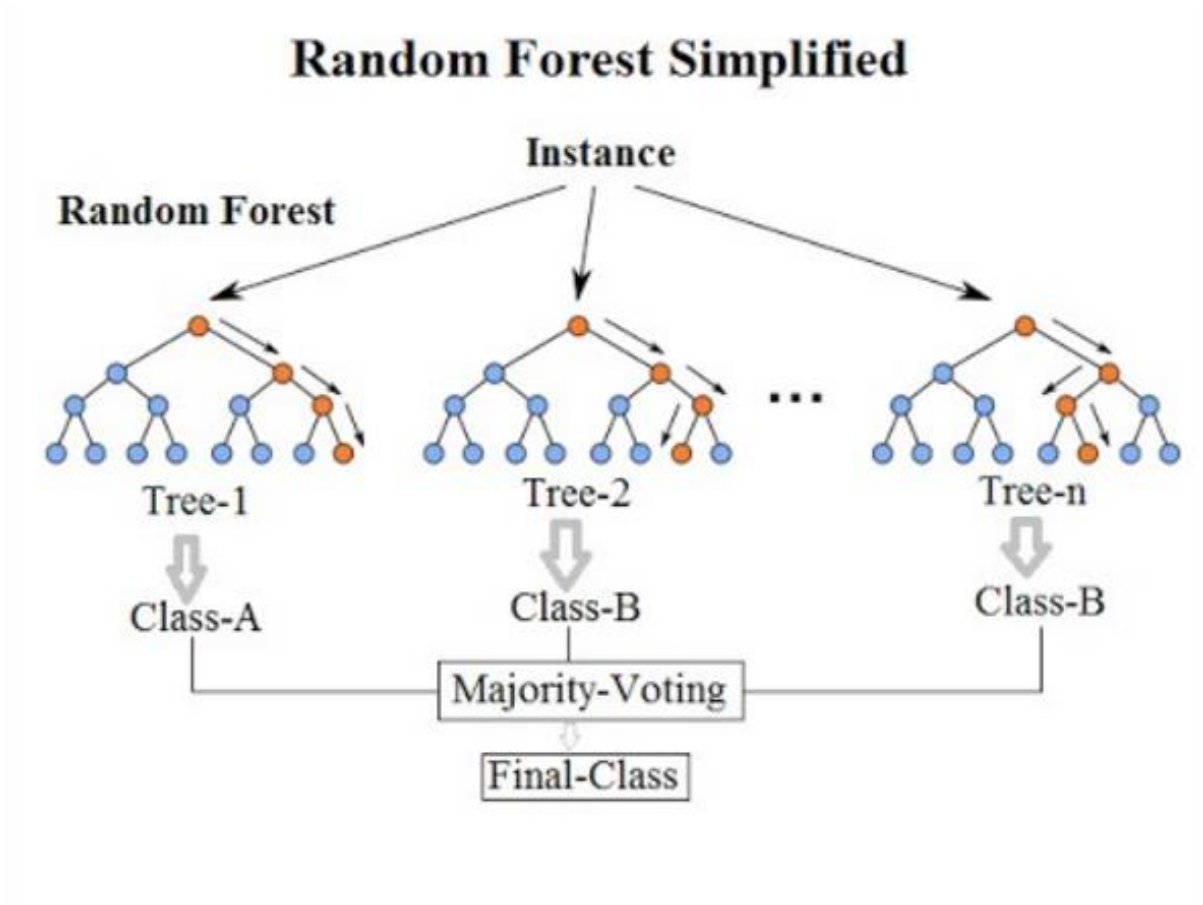 Random Forest Simplified
Instance
Random Forest
...
Tree-1
Tree-2
Tree-n
Class-A
Class-B
Class-B
Majority-Voting
Final-Class